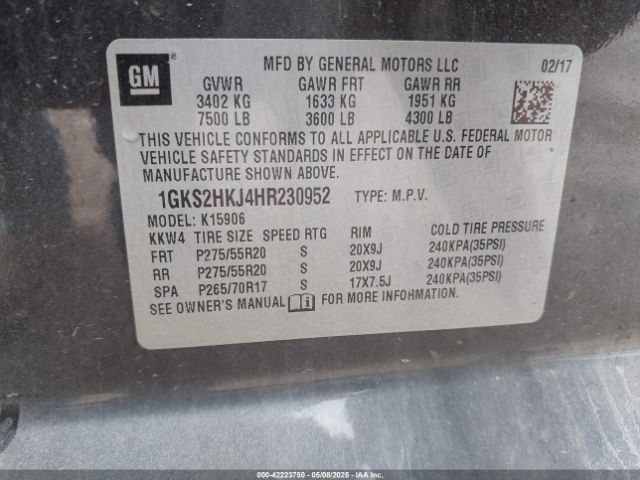 GM
MFD BY GENERAL MOTORS LLC 02/17
GVWR GAWR FRT GAWR RR
3402 KG 1633 KG 1951 KG
7500 LB 3600 LB 4300 LB
THIS VEHICLE CONFORMS TO ALL APPLICABLE U.S. FEDERAL MOTOR
VEHICLE SAFETY STANDARDS IN EFFECT ON THE DATE OF
MANUFACTURE SHOWN ABOVE.
1GKS2HKJ4HR230952 TYPE: M.P.V.
MODEL: K15906
KKW4 TIRE SIZE SPEED RTG RIM COLD TIRE PRESSURE
FRT P275/55R20 S 20X9J 240KPA(35PSI)
RR P275/55R20 S 20X9J 240KPA(35PSI)
SPA P265/70R17 S 17X7.5J 240KPA(35PSI)
SEE OWNER'S MANUAL FOR MORE INFORMATION.
000-42223750 05/08/2025 IAAI.COM